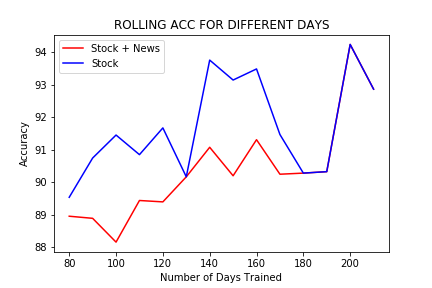 ROLLING ACC FOR DIFFERENT DAYS
Stock + News
Stock
94
93
92
91
90
89
88
Accuracy
80 100 120 140 160 180 200
Number of Days Trained